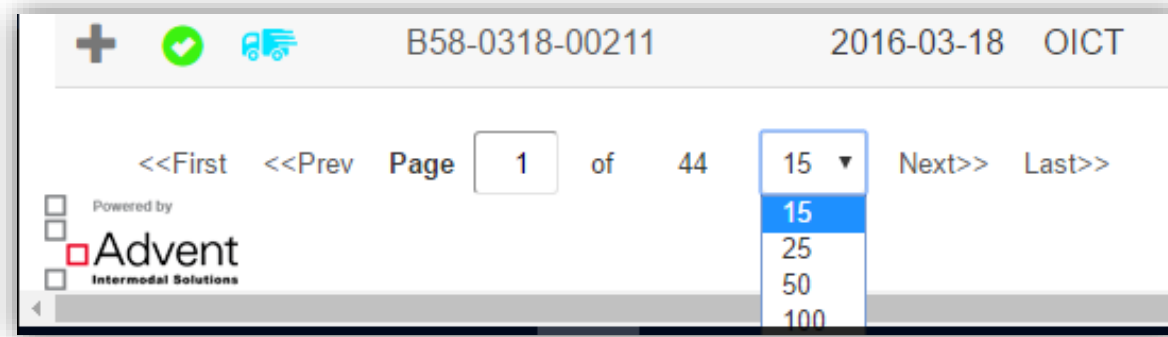 B58-0318-00211 2016-03-18 OICT
<<First <<Prev Page 1 of 44 15 Next>> Last>>
15
25
50
100
Powered by
Advent
Intermodal Solutions